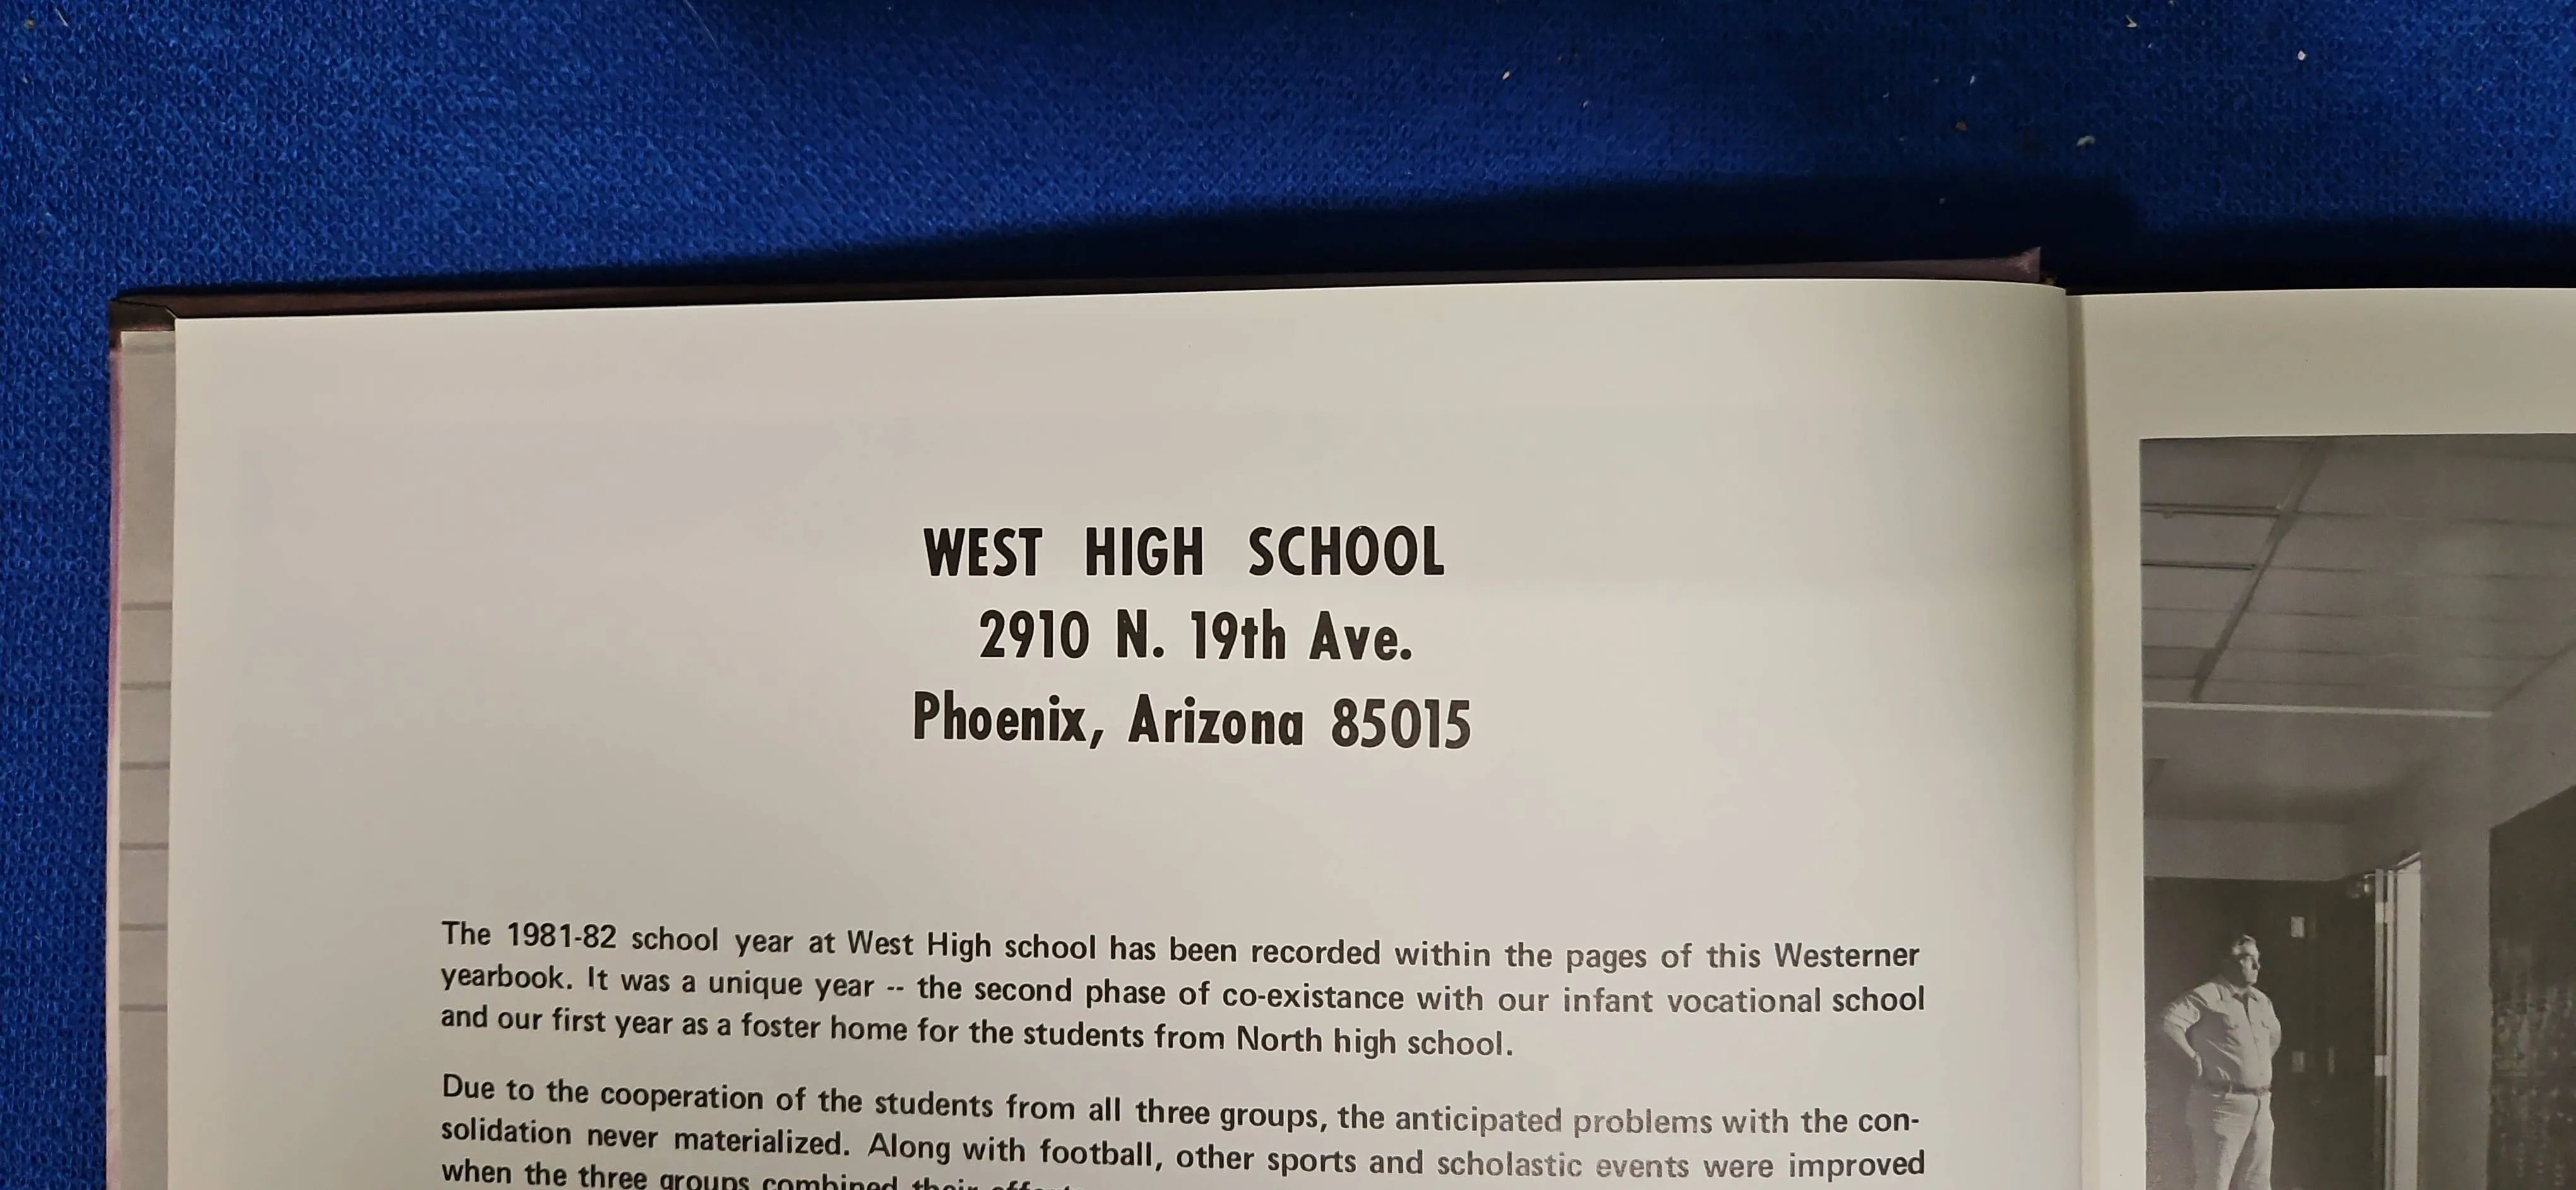 WEST HIGH SCHOOL
2910 N. 19th Ave.
Phoenix, Arizona 85015
The 1981-82 school year at West High school has been recorded within the pages of this Westerner
yearbook. It was a unique year -- the second phase of co-existance with our infant vocational school
and our first year as a foster home for the students from North high school.
Due to the cooperation of the students from all three groups, the anticipated problems with the con-
solidation never materialized. Along with football, other sports and scholastic events were improved
when the three groups combined their